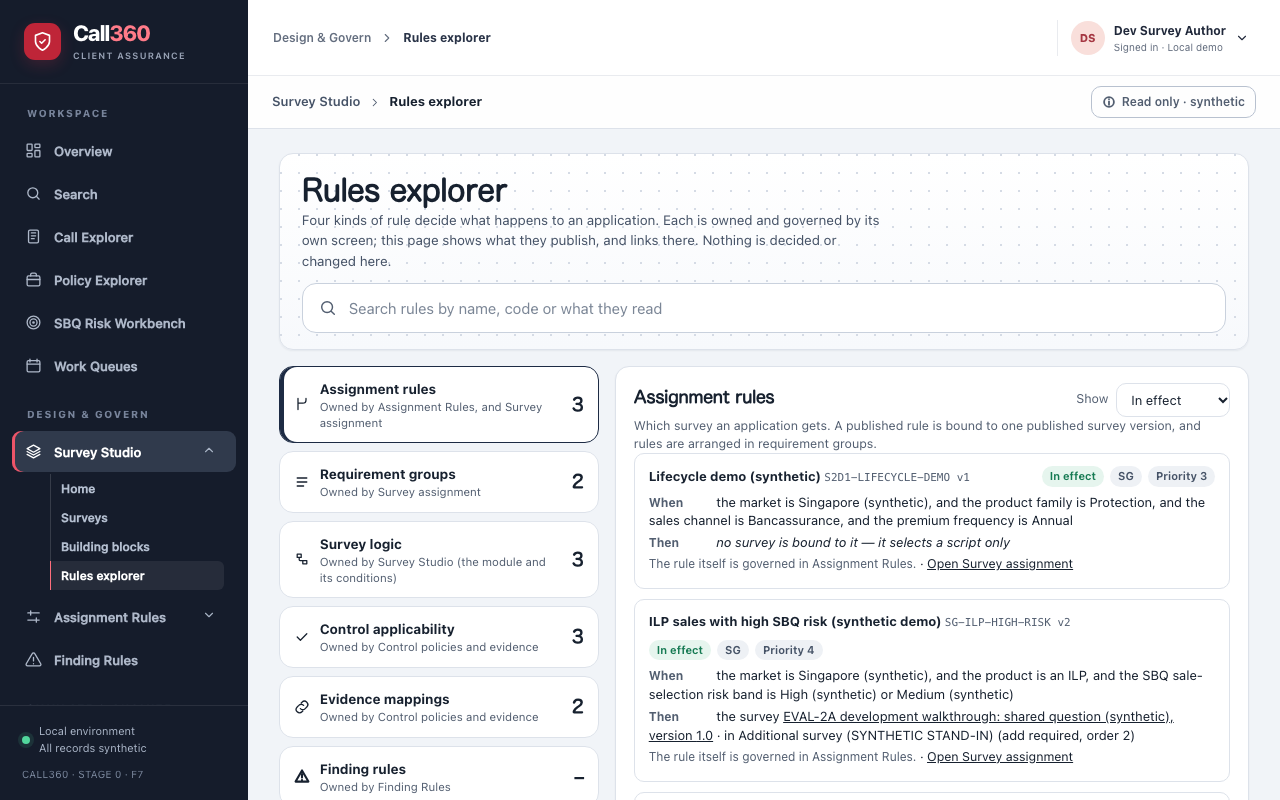 Call360
CLIENT ASSURANCE
WORKSPACE
Overview
Search
Call Explorer
Policy Explorer
SBQ Risk Workbench
Work Queues
DESIGN & GOVERN
Survey Studio
Home
Surveys
Building blocks
Rules explorer
Assignment Rules
Finding Rules
Local environment
All records synthetic
CALL360 · STAGE 0 · F7
Design & Govern > Rules explorer
DS
Dev Survey Author
Signed in · Local demo
Survey Studio > Rules explorer
Read only · synthetic
Rules explorer
Four kinds of rule decide what happens to an application. Each is owned and governed by its
own screen; this page shows what they publish, and links there. Nothing is decided or
changed here.
Search rules by name, code or what they read
Assignment rules
Owned by Assignment Rules, and Survey
assignment
3
Requirement groups
Owned by Survey assignment
2
Survey logic
Owned by Survey Studio (the module and
its conditions)
3
Control applicability
Owned by Control policies and evidence
3
Evidence mappings
Owned by Control policies and evidence
2
Finding rules
Owned by Finding Rules
–
Assignment rules
Show In effect
Which survey an application gets. A published rule is bound to one published survey version, and
rules are arranged in requirement groups.
Lifecycle demo (synthetic) S2D1-LIFECYCLE-DEMO v1 In effect SG Priority 3
When the market is Singapore (synthetic), and the product family is Protection, and the
sales channel is Bancassurance, and the premium frequency is Annual
Then no survey is bound to it — it selects a script only
The rule itself is governed in Assignment Rules. · Open Survey assignment
ILP sales with high SBQ risk (synthetic demo) SG-ILP-HIGH-RISK v2
In effect SG Priority 4
When the market is Singapore (synthetic), and the product is an ILP, and the SBQ sale-
selection risk band is High (synthetic) or Medium (synthetic)
Then the survey EVAL-2A development walkthrough: shared question (synthetic),
version 1.0 · in Additional survey (SYNTHETIC STAND-IN) (add required, order 2)
The rule itself is governed in Assignment Rules. · Open Survey assignment